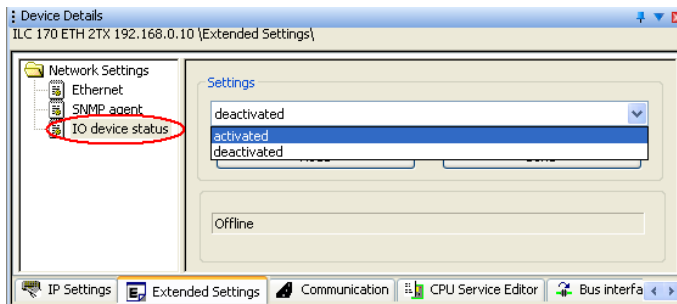 Device Details
ILC 170 ETH 2TX 192.168.0.10 \Extended Settings\
Network Settings
Ethernet
SNMP agent
IO device status
Settings
deactivated
activated
deactivated
Offline
IP Settings
Extended Settings
Communication
CPU Service Editor
Bus interfa